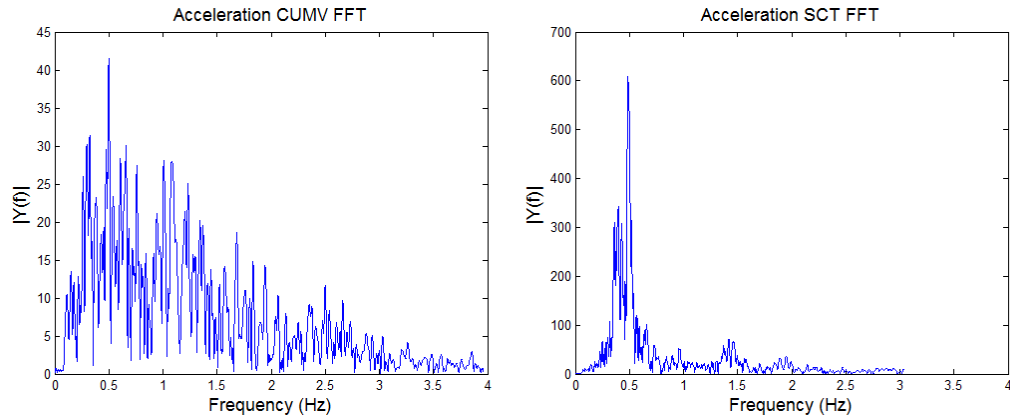 Acceleration CUMV FFT
45
40
35
30
25
20
15
10
5
0
|Y(f)|
0 0.5 1 1.5 2 2.5 3 3.5 4
Frequency (Hz)
Acceleration SCT FFT
700
600
500
400
300
200
100
0
|Y(f)|
0 0.5 1 1.5 2 2.5 3 3.5 4
Frequency (Hz)